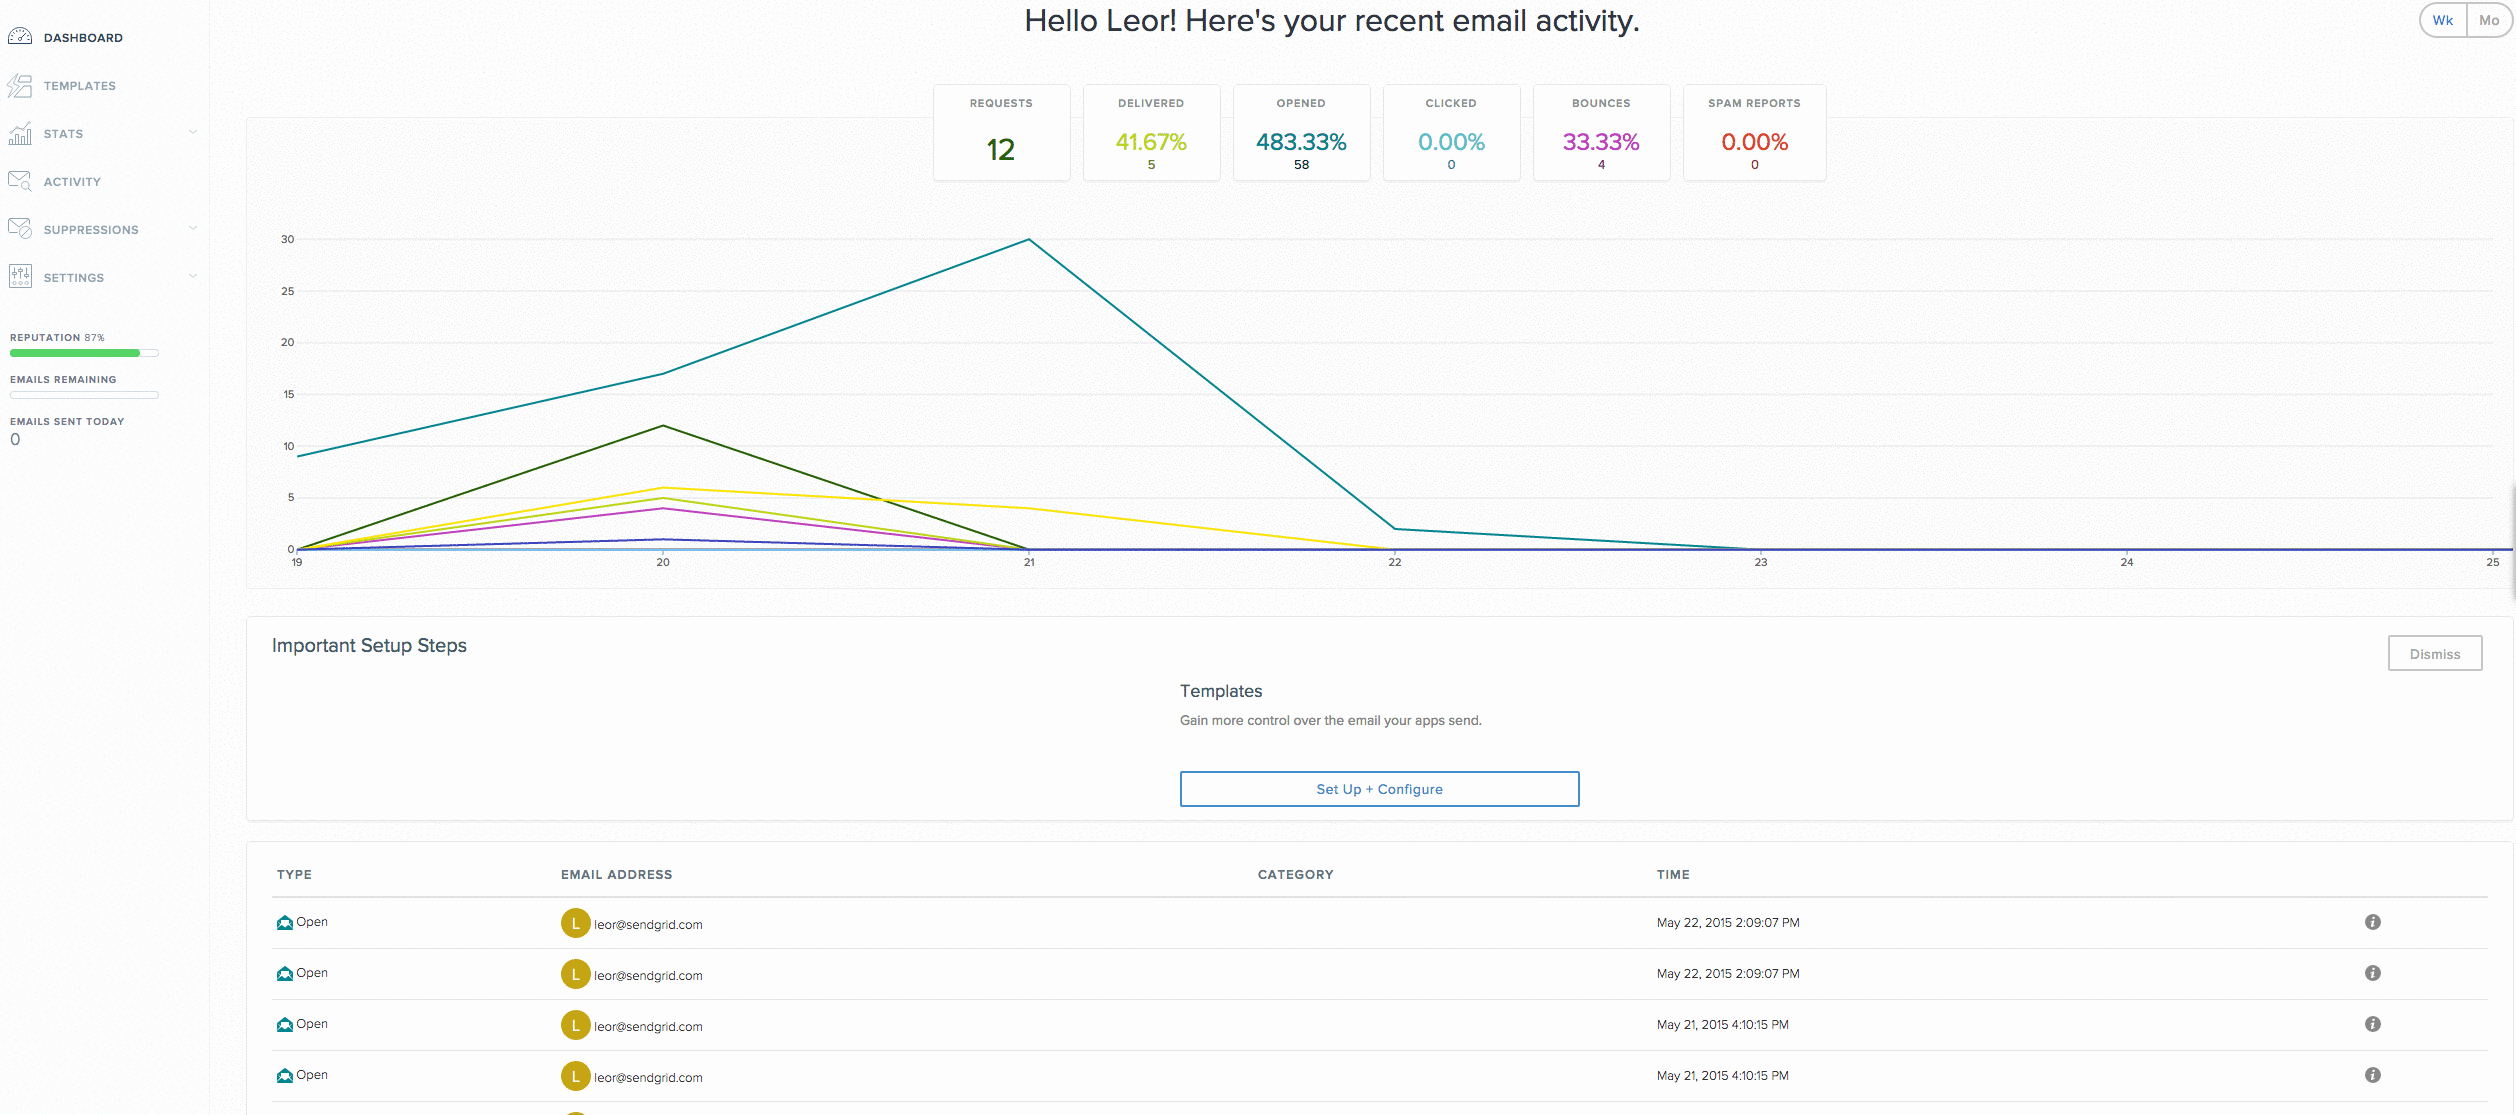 DASHBOARD
TEMPLATES
STATS
ACTIVITY
SUPPRESSIONS
SETTINGS
REPUTATION 87%
EMAILS REMAINING
EMAILS SENT TODAY
0
Hello Leor! Here's your recent email activity.
Wk Mo
REQUESTS DELIVERED OPENED CLICKED BOUNCES SPAM REPORTS
12 41.67% 483.33% 0.00% 33.33% 0.00%
5 58 0 4 0
30
25
20
15
10
5
0
19 20 21 22 23 24 25
Important Setup Steps
Dismiss
Templates
Gain more control over the email your apps send.
Set Up + Configure
TYPE EMAIL ADDRESS CATEGORY TIME
Open L leor@sendgrid.com May 22, 2015 2:09:07 PM i
Open L leor@sendgrid.com May 22, 2015 2:09:07 PM i
Open L leor@sendgrid.com May 21, 2015 4:10:15 PM i
Open L leor@sendgrid.com May 21, 2015 4:10:15 PM i